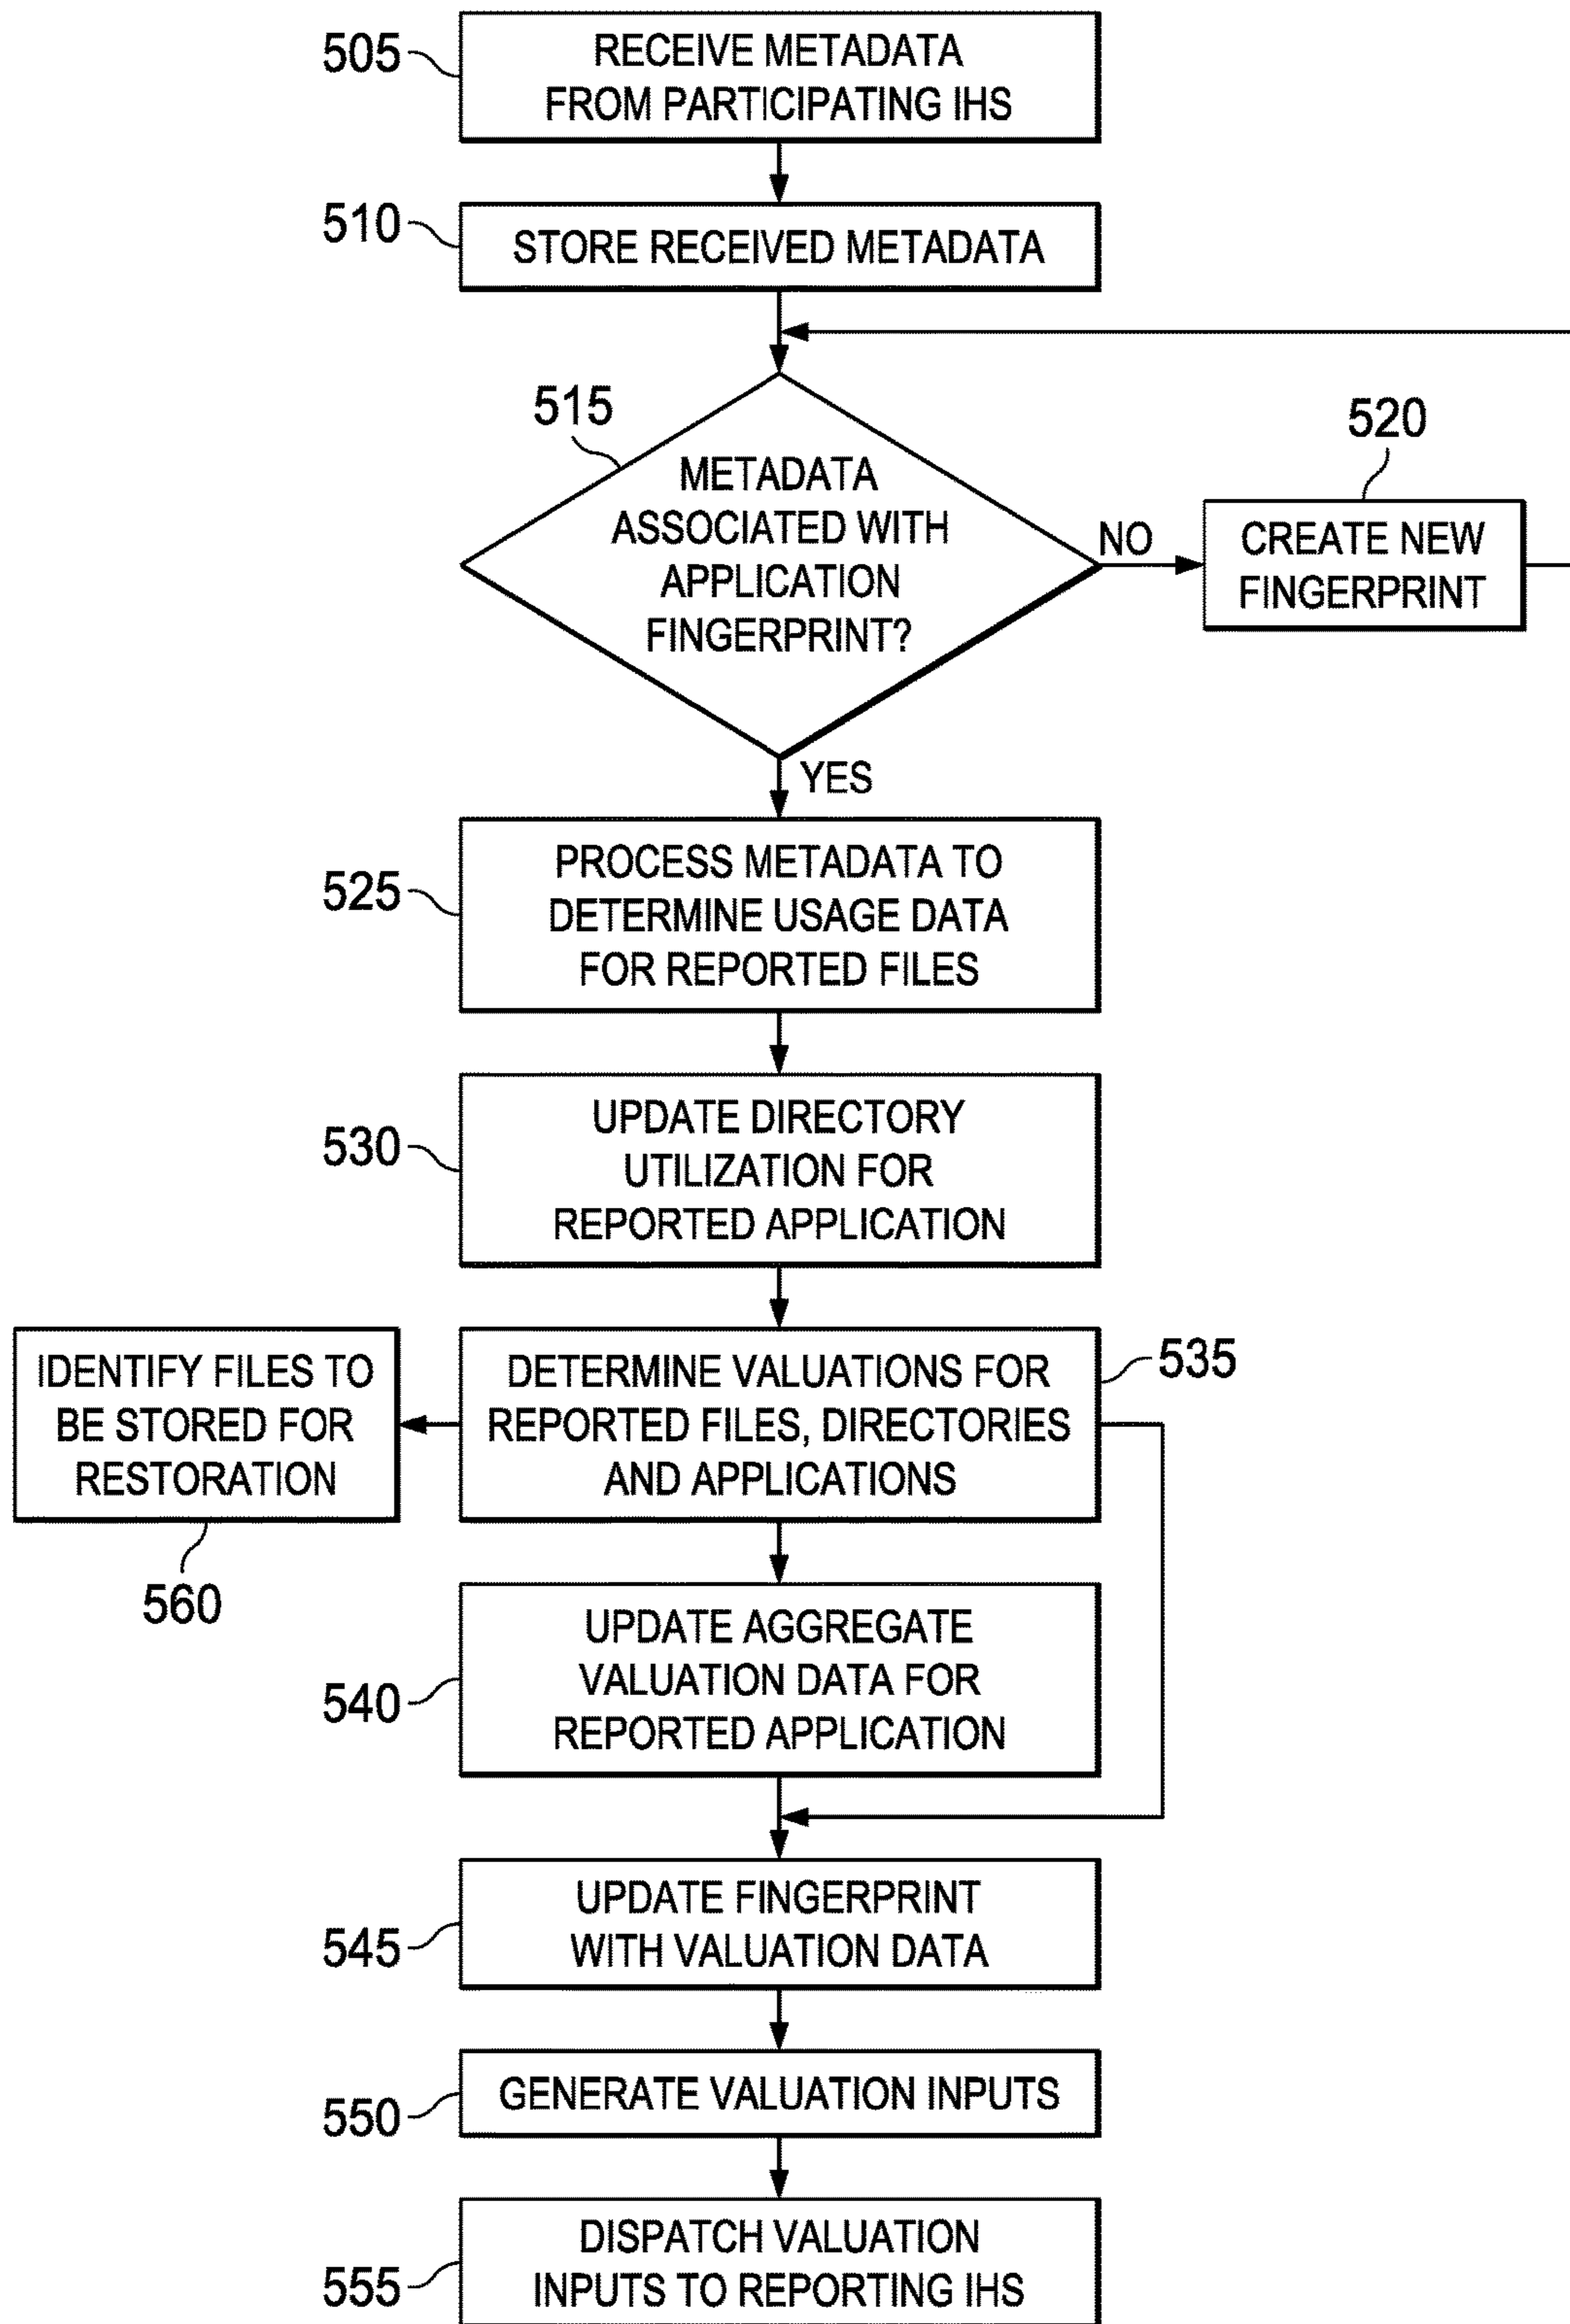 505
RECEIVE METADATA
FROM PARTICIPATING IHS
510
STORE RECEIVED METADATA
515
METADATA
ASSOCIATED WITH
APPLICATION
FINGERPRINT?
NO
520
CREATE NEW
FINGERPRINT
YES
525
PROCESS METADATA TO
DETERMINE USAGE DATA
FOR REPORTED FILES
530
UPDATE DIRECTORY
UTILIZATION FOR
REPORTED APPLICATION
535
DETERMINE VALUATIONS FOR
REPORTED FILES, DIRECTORIES
AND APPLICATIONS
IDENTIFY FILES TO
BE STORED FOR
RESTORATION
560
540
UPDATE AGGREGATE
VALUATION DATA FOR
REPORTED APPLICATION
545
UPDATE FINGERPRINT
WITH VALUATION DATA
550
GENERATE VALUATION INPUTS
555
DISPATCH VALUATION
INPUTS TO REPORTING IHS